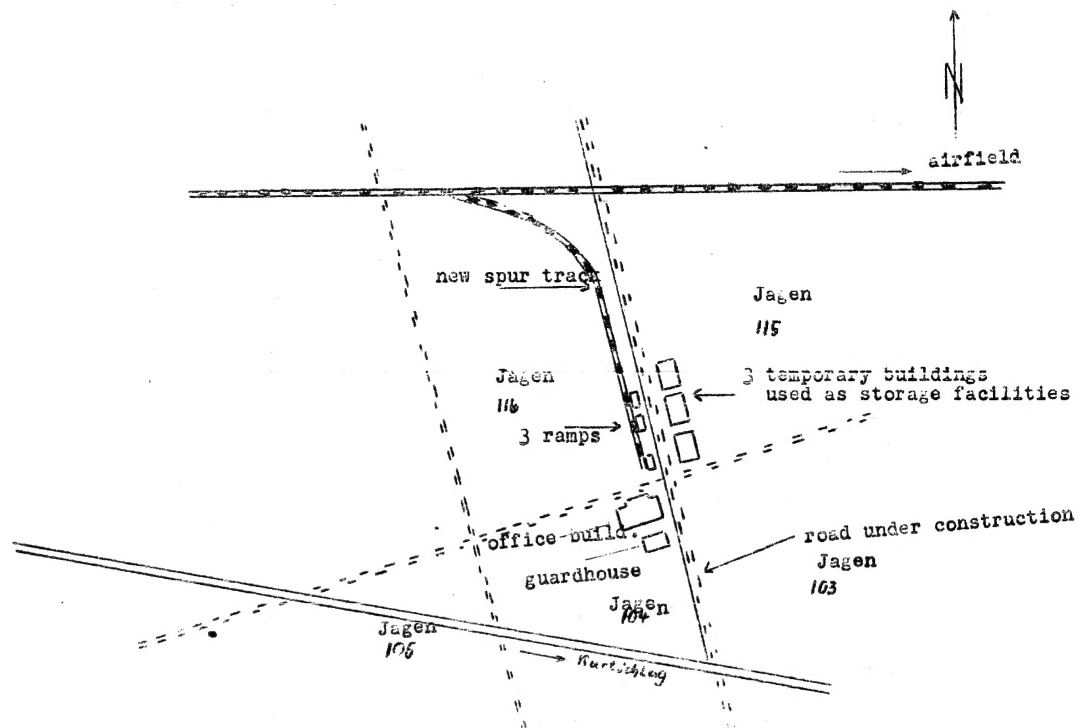 N
airfield
new spur track
Jagen
115
Jagen
116
3 temporary buildings
used as storage facilities
3 ramps
office build.
guardhouse
road under construction
Jagen
103
Jagen
104
Jagen
105
Kurtschlag